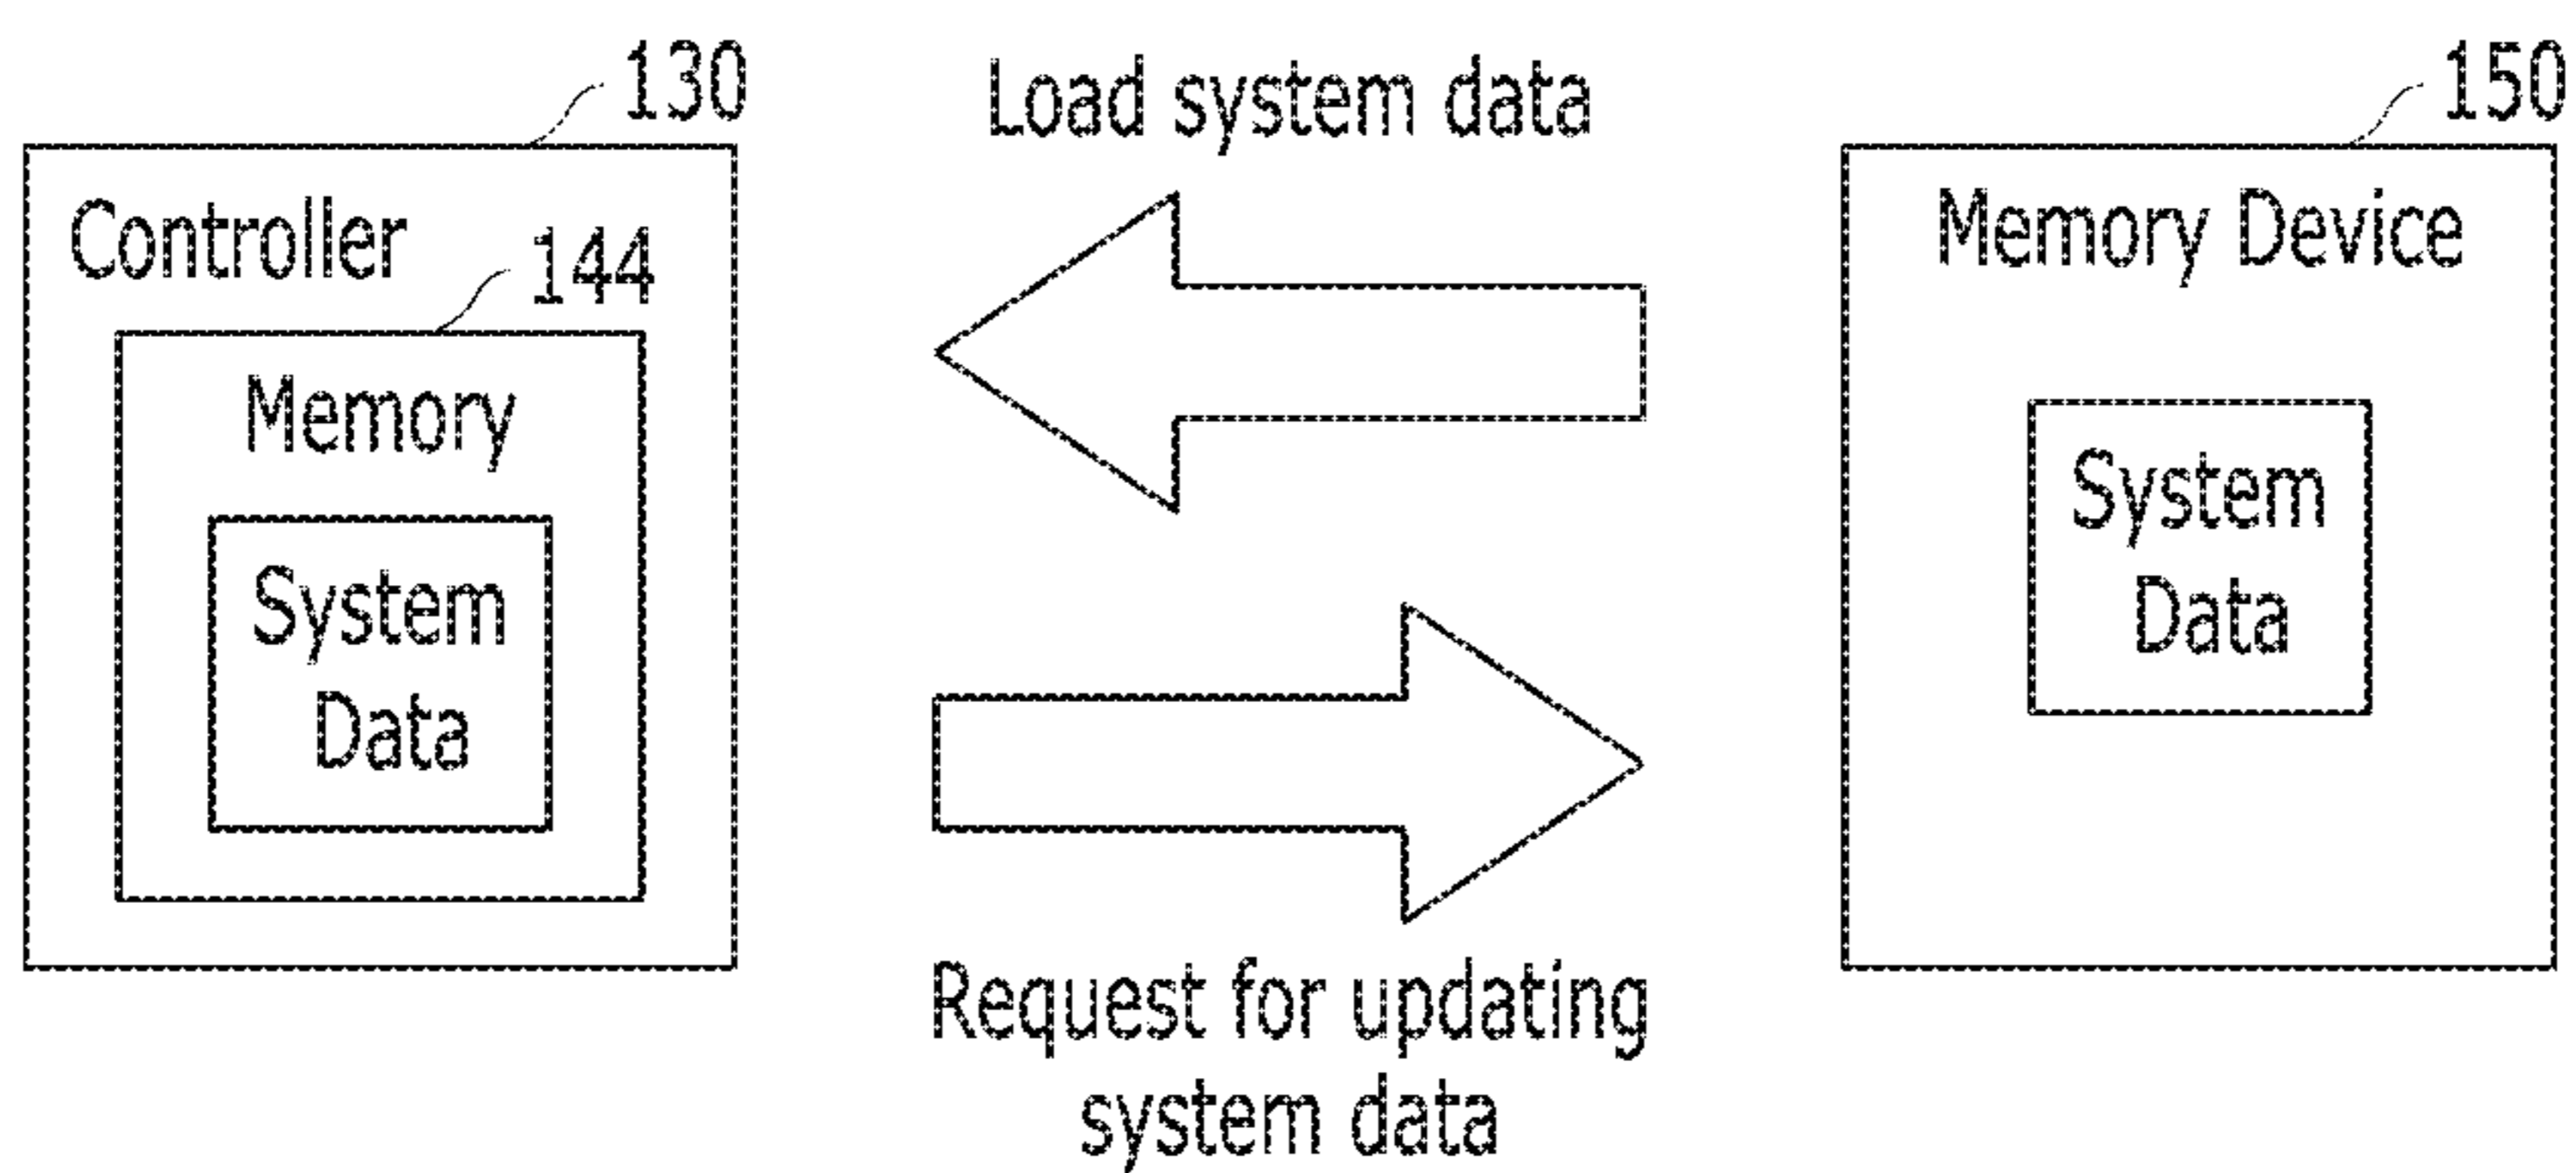 130
Load system data
150
Controller
144
Memory Device
Memory
System
Data
System
Data
Request for updating
system data